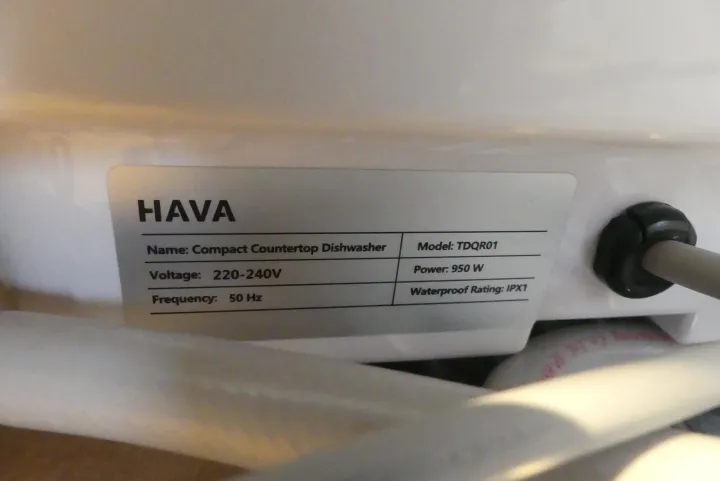 HAVA
Name: Compact Countertop Dishwasher Model: TDQR01
Voltage: 220-240V Power: 950 W
Frequency: 50 Hz Waterproof Rating: IPX1